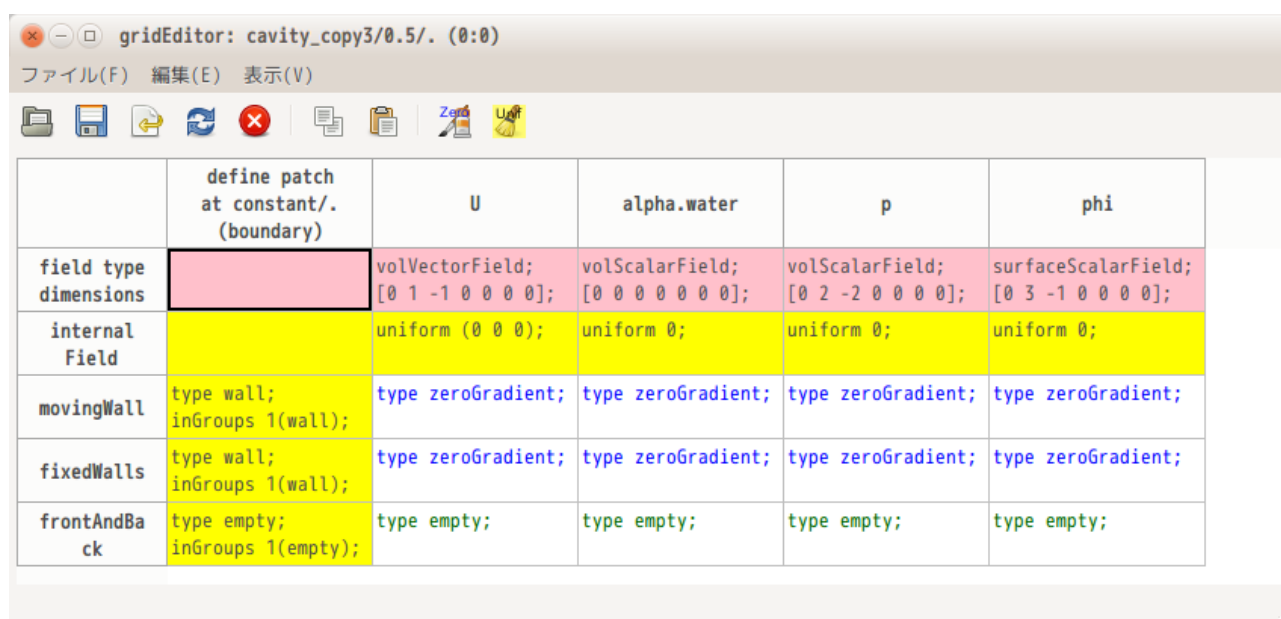 gridEditor: cavity_copy3/0.5/. (0:0)
ファイル(F) 編集(E) 表示(V)
Zero Unif
define patch
at constant/.
(boundary)
U
alpha.water
p
phi
field type
dimensions
volVectorField;
[0 1 -1 0 0 0 0];
volScalarField;
[0 0 0 0 0 0 0];
volScalarField;
[0 2 -2 0 0 0 0];
surfaceScalarField;
[0 3 -1 0 0 0 0];
internal
Field
uniform (0 0 0);
uniform 0;
uniform 0;
uniform 0;
movingWall
type wall;
inGroups 1(wall);
type zeroGradient;
type zeroGradient;
type zeroGradient;
type zeroGradient;
fixedWalls
type wall;
inGroups 1(wall);
type zeroGradient;
type zeroGradient;
type zeroGradient;
type zeroGradient;
frontAndBa
ck
type empty;
inGroups 1(empty);
type empty;
type empty;
type empty;
type empty;